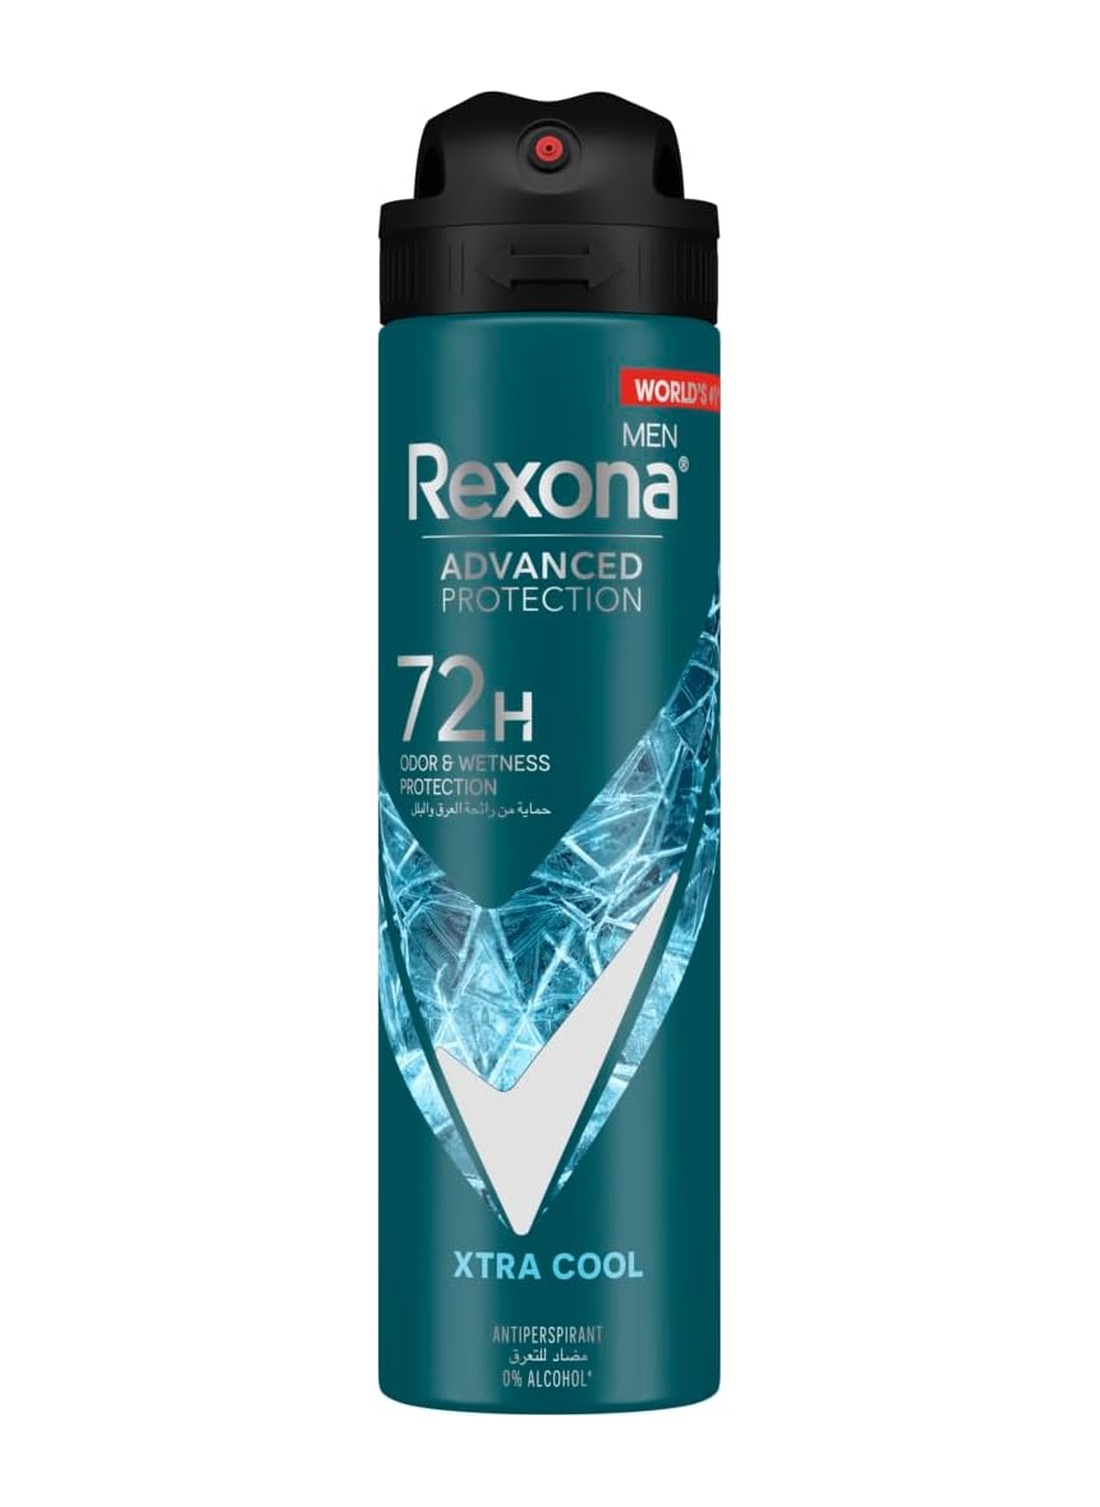 WORLD'S #1
MEN
Rexona®
ADVANCED
PROTECTION
72H
ODOR & WETNESS
PROTECTION
حماية من رائحة العرق والبلل
XTRA COOL
ANTIPERSPIRANT
مضاد للتعرق
0% ALCOHOL*